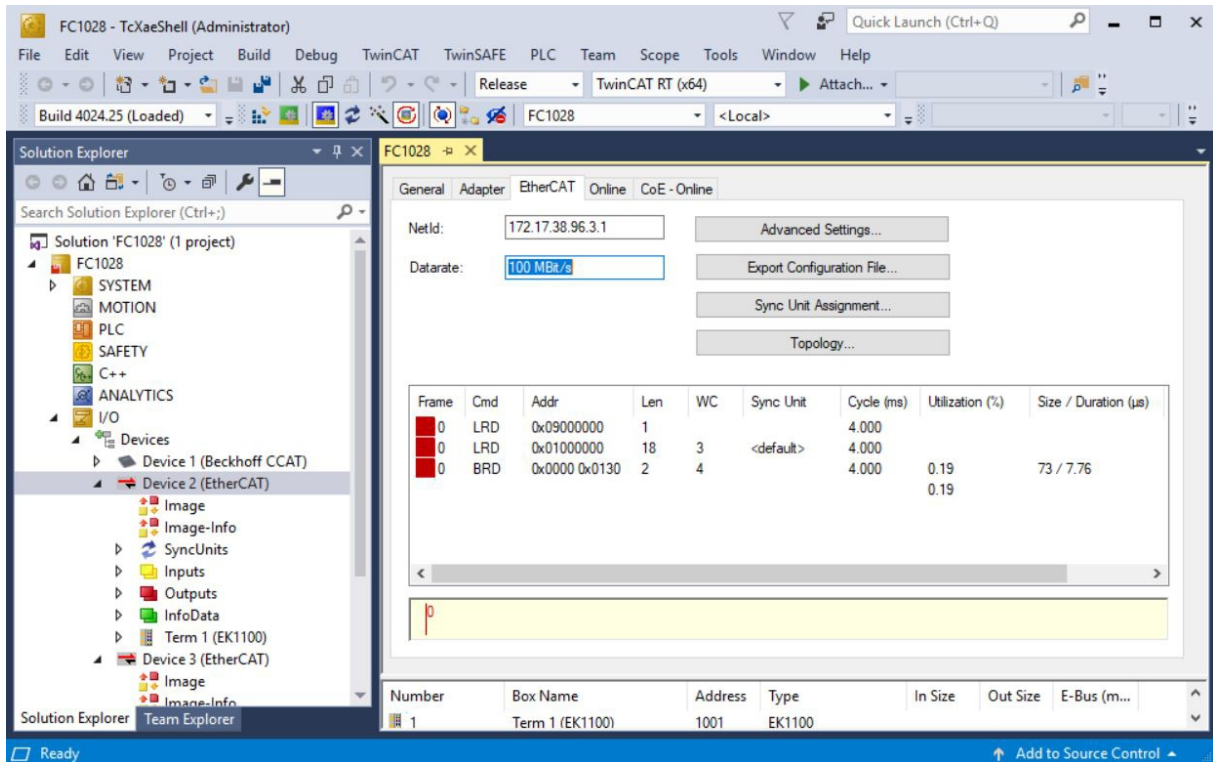 FC1028 - TcXaeShell (Administrator)
Quick Launch (Ctrl+Q)
File Edit View Project Build Debug TwinCAT TwinSAFE PLC Team Scope Tools Window Help
Release TwinCAT RT (x64) Attach...
Build 4024.25 (Loaded) FC1028 <Local>
Solution Explorer
Search Solution Explorer (Ctrl+;)
Solution 'FC1028' (1 project)
FC1028
SYSTEM
MOTION
PLC
SAFETY
C++
ANALYTICS
I/O
Devices
Device 1 (Beckhoff CCAT)
Device 2 (EtherCAT)
Image
Image-Info
SyncUnits
Inputs
Outputs
InfoData
Term 1 (EK1100)
Device 3 (EtherCAT)
Image
Image-Info
Solution Explorer Team Explorer
FC1028
General Adapter EtherCAT Online CoE - Online
NetId: 172.17.38.96.3.1 Advanced Settings...
Datarate: 100 MBit/s Export Configuration File...
Sync Unit Assignment...
Topology...
Frame Cmd Addr Len WC Sync Unit Cycle (ms) Utilization (%) Size / Duration (µs)
0 LRD 0x09000000 1 4.000
0 LRD 0x01000000 18 3 <default> 4.000
0 BRD 0x0000 0x0130 2 4 4.000 0.19 73 / 7.76
0.19
0
Number Box Name Address Type In Size Out Size E-Bus (m...
1 Term 1 (EK1100) 1001 EK1100
Ready
Add to Source Control